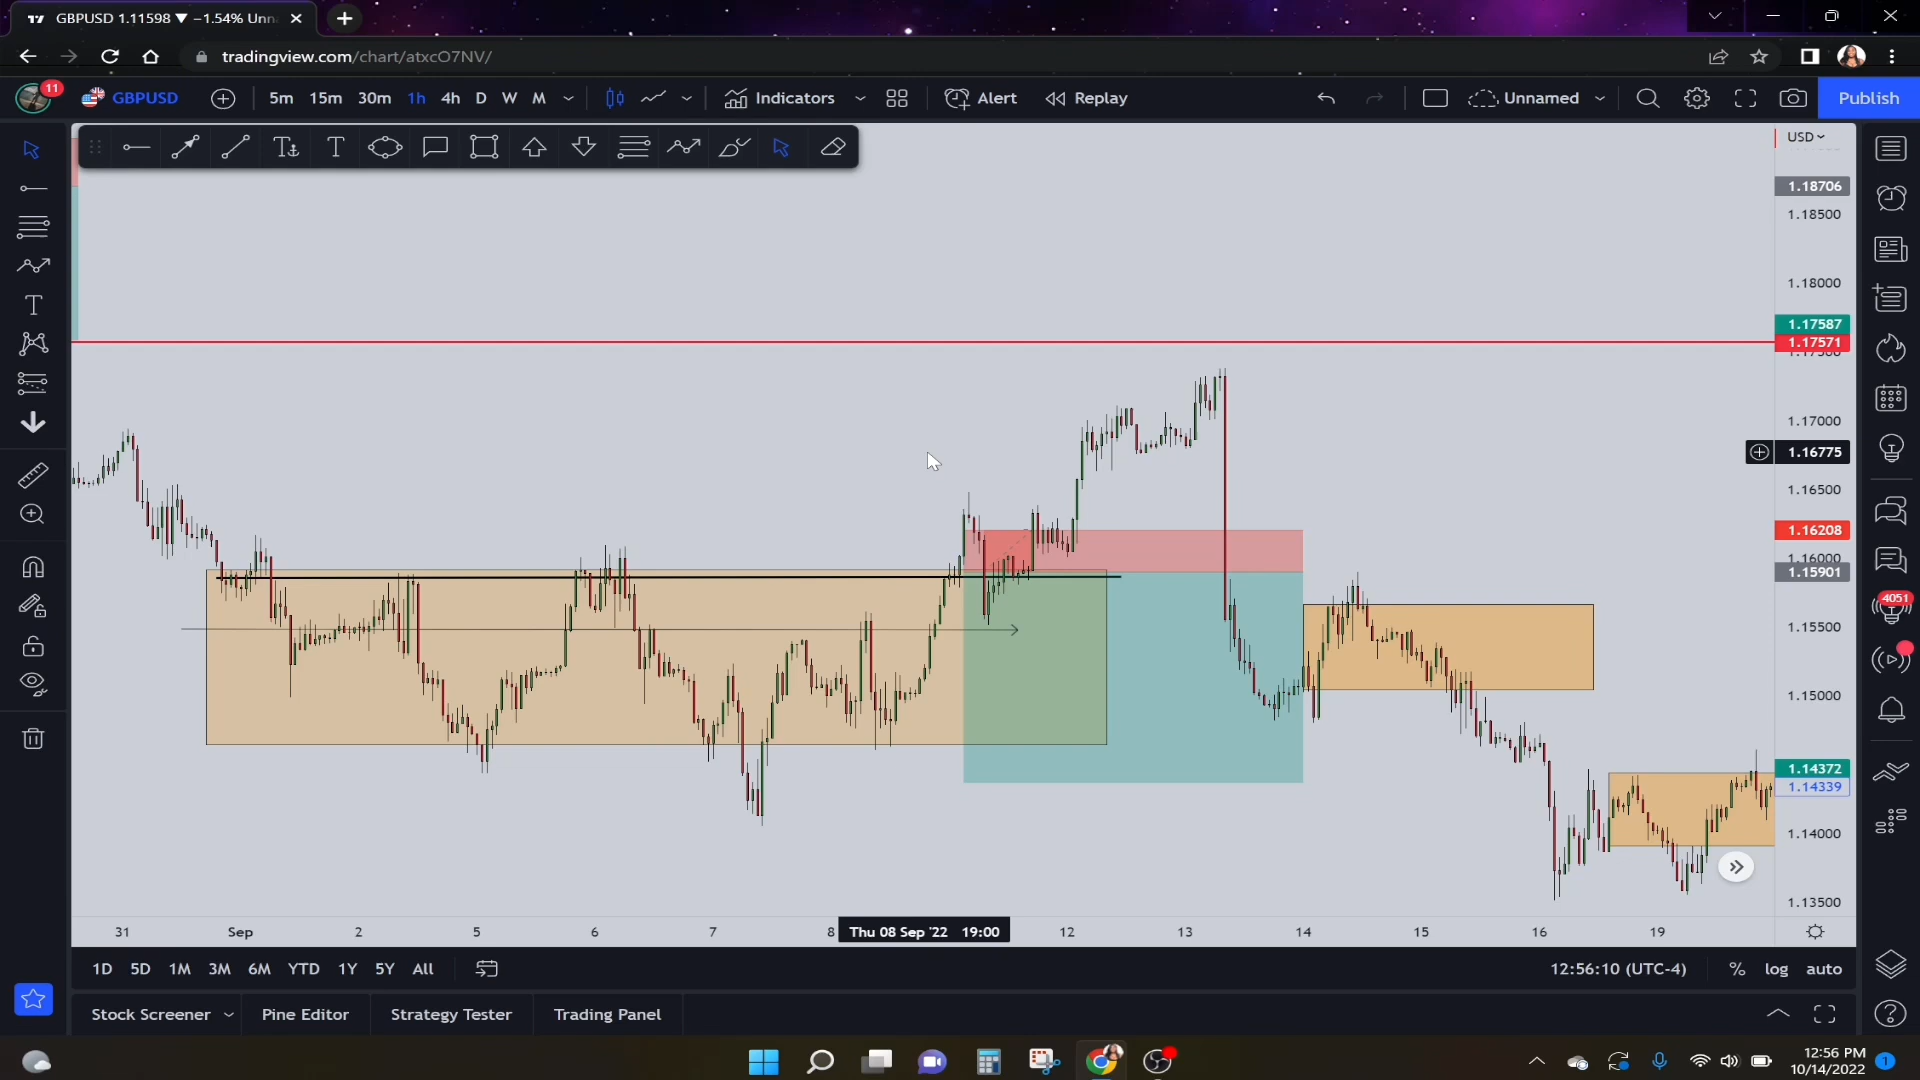 GBPUSD 1.11598 ▼ −1.54% Unn
tradingview.com/chart/atxcO7NV/
11
GBPUSD
5m 15m 30m 1h 4h D W M
Indicators
Alert
Replay
Unnamed
Publish
USD
1.18706
1.18500
1.18000
1.17587
1.17571
1.17500
1.17000
1.16775
1.16500
1.16208
1.16000
1.15901
4051
1.15500
1.15000
1.14372
1.14339
1.14000
1.13500
31 Sep 2 5 6 7 8 Thu 08 Sep '22 19:00 12 13 14 15 16 19
1D 5D 1M 3M 6M YTD 1Y 5Y All
12:56:10 (UTC-4) % log auto
Stock Screener Pine Editor Strategy Tester Trading Panel
12:56 PM
10/14/2022
1